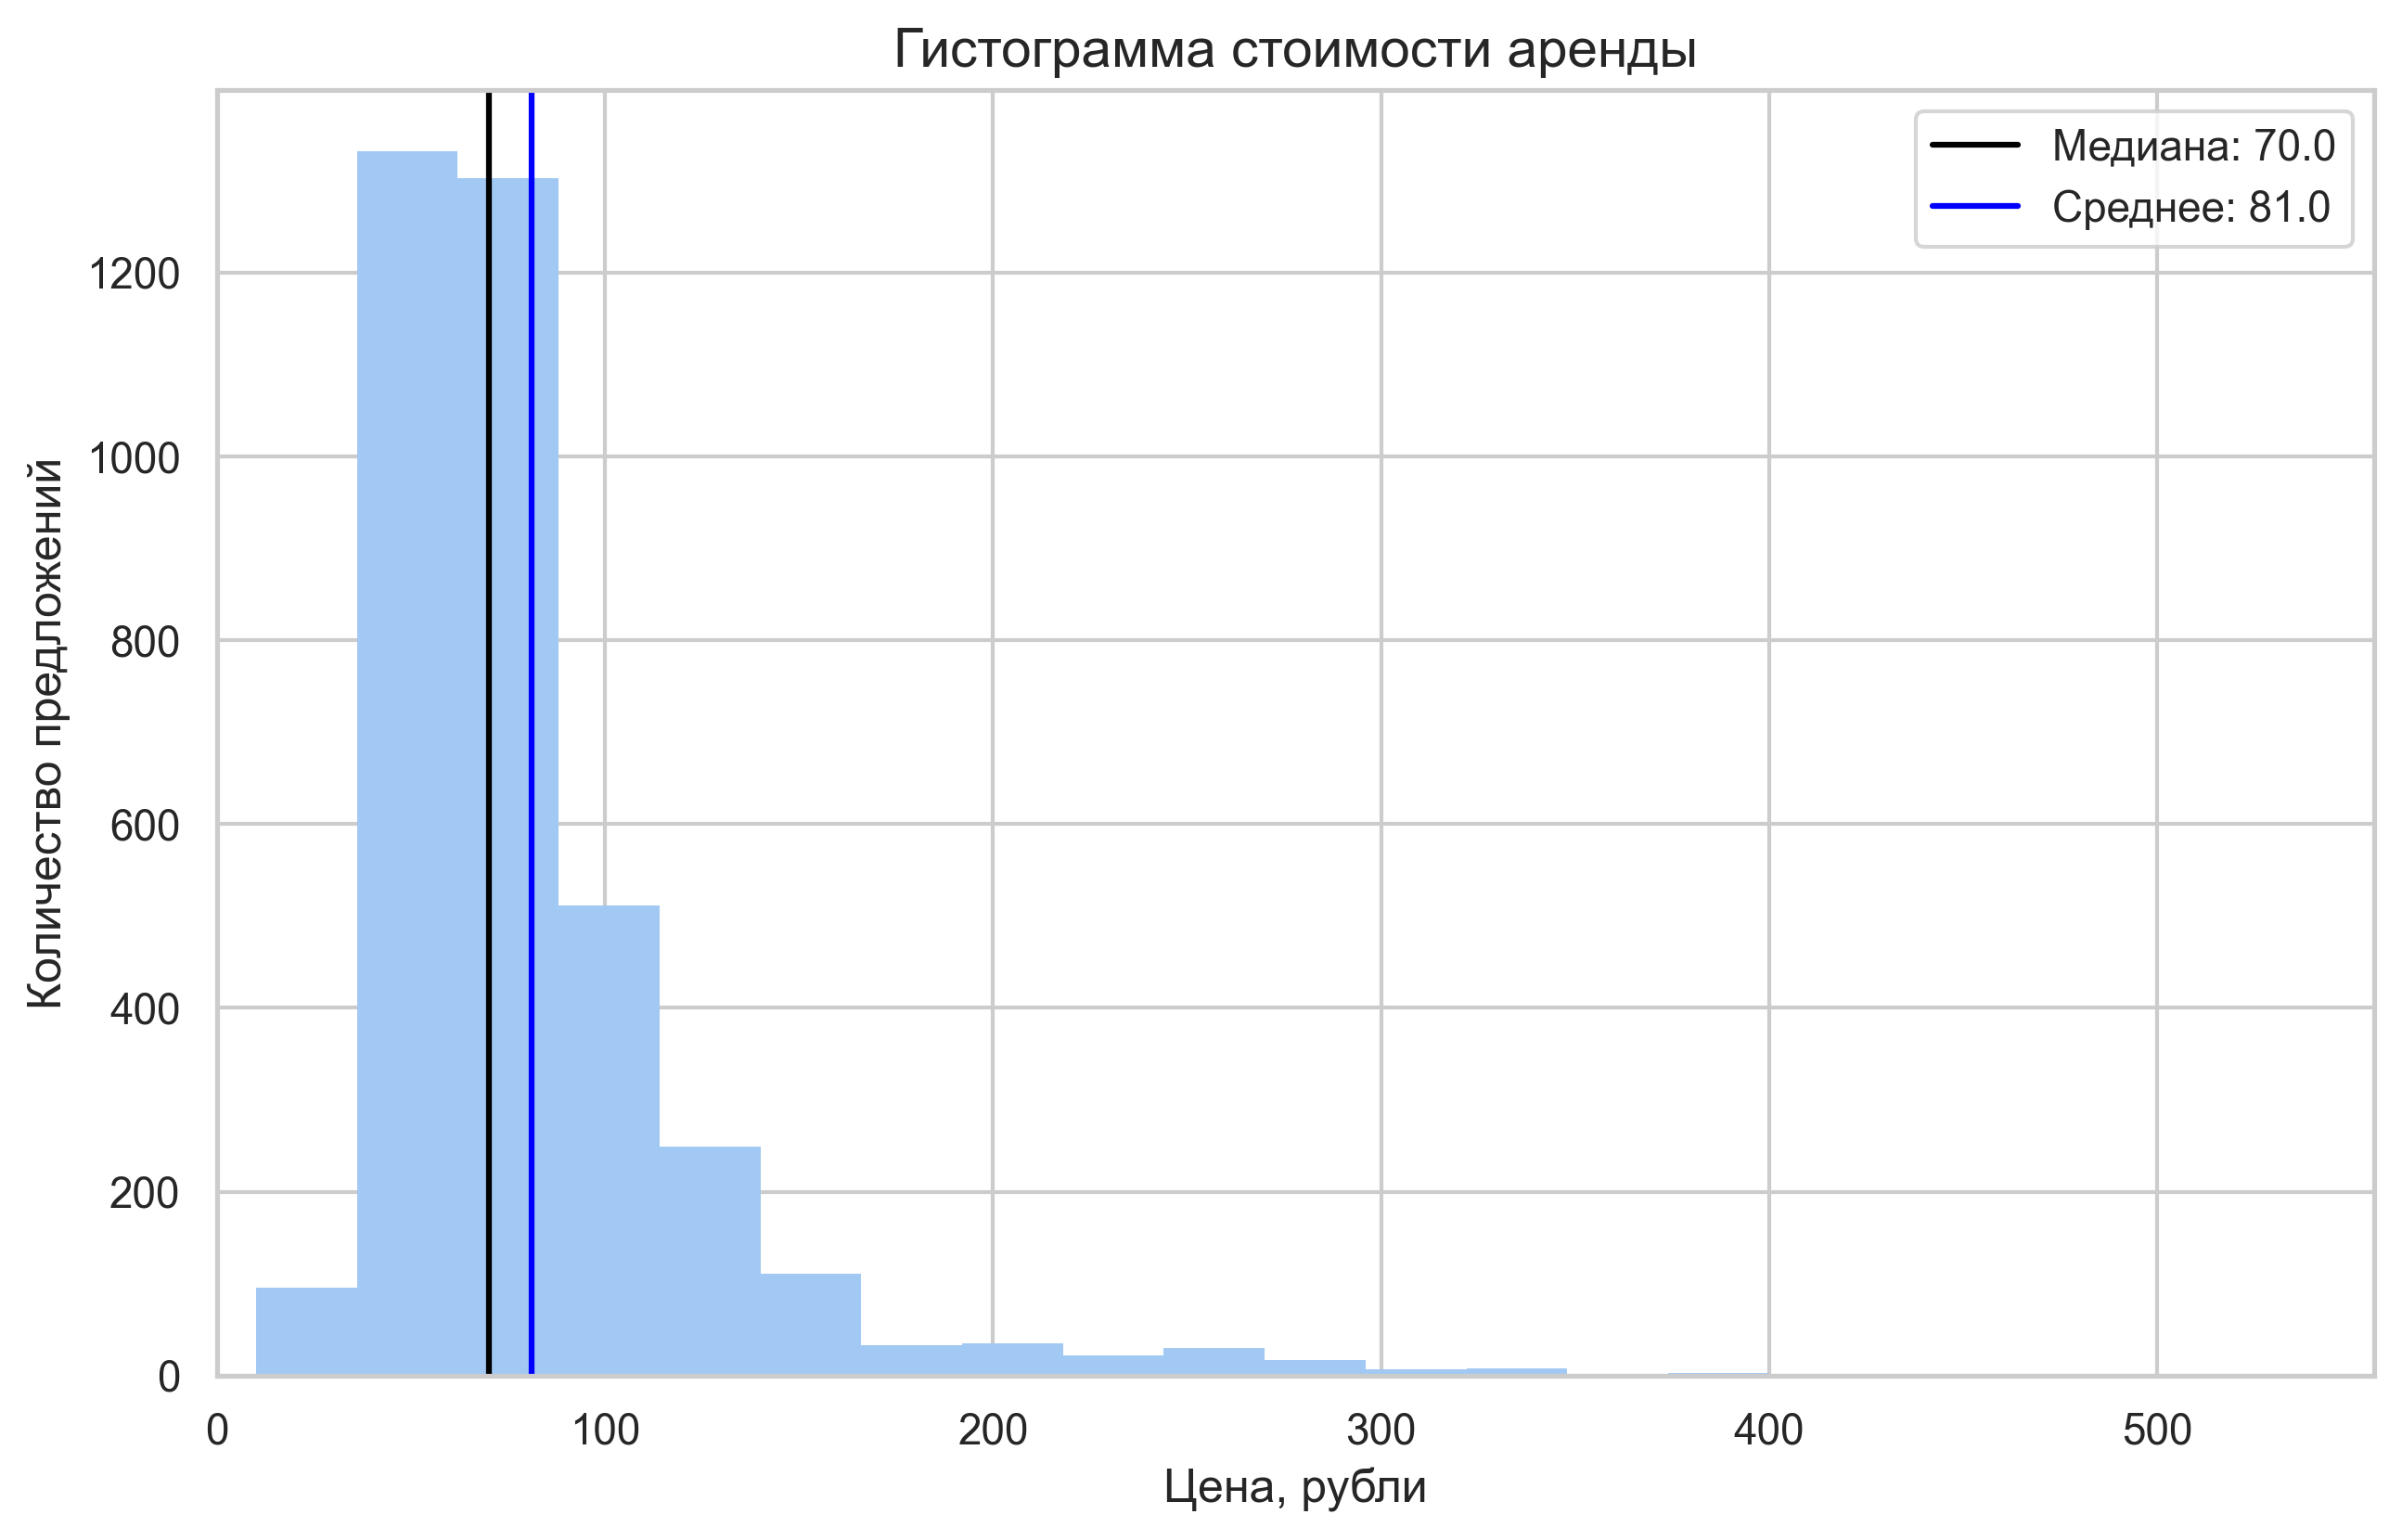 Гистограмма стоимости аренды
Медиана: 70.0
Среднее: 81.0
Количество предложений
1200
1000
800
600
400
200
0
0 100 200 300 400 500
Цена, рубли